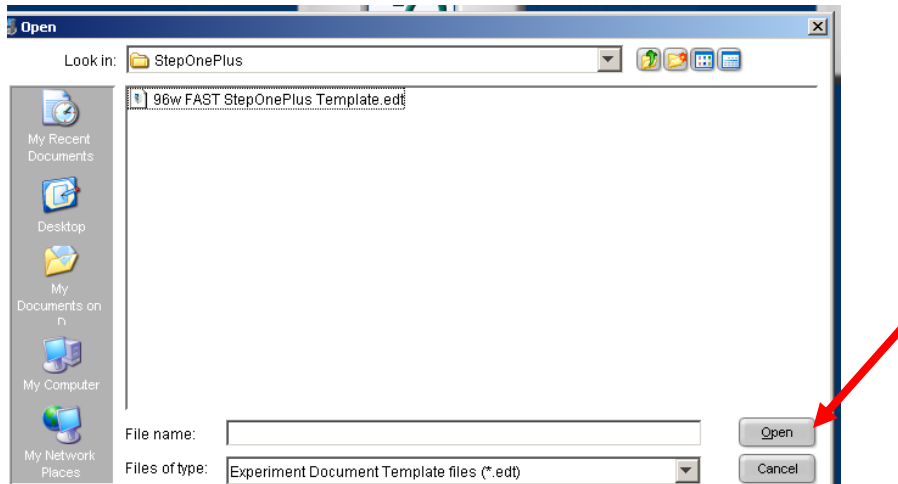 Open
Look in:
StepOnePlus
96w FAST StepOnePlus Template.edt
My Recent
Documents
Desktop
My
Documents on
n
My Computer
My Network
Places
File name:
Open
Files of type:
Experiment Document Template files (*.edt)
Cancel